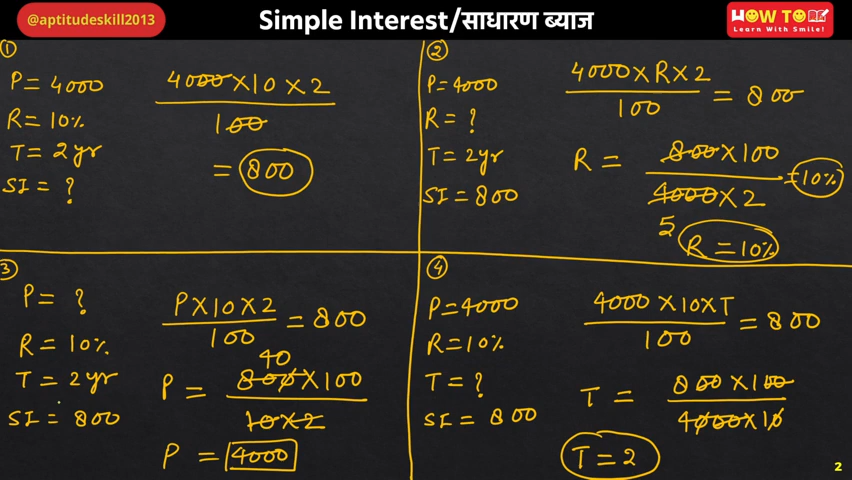 @aptitudeskill2013
Simple Interest/साधारण ब्याज
HOW TO
Learn With Smile!
1
P = 4000
R = 10%
T = 2yr
SI = ?
4000 X 10 X 2
100
= 800
2
P = 4000
R = ?
T = 2yr
SI = 800
4000 X R X 2
100
= 800
R = 800 X 100
4000 X 2
= 10%
5
R = 10%
3
P = ?
R = 10%
T = 2yr
SI = 800
P X 10 X 2
100
= 800
40
P = 800 X 100
10 X 2
P = 4000
4
P = 4000
R = 10%
T = ?
SI = 800
4000 X 10 X T
100
= 800
T = 800 X 100
4000 X 10
T = 2
2